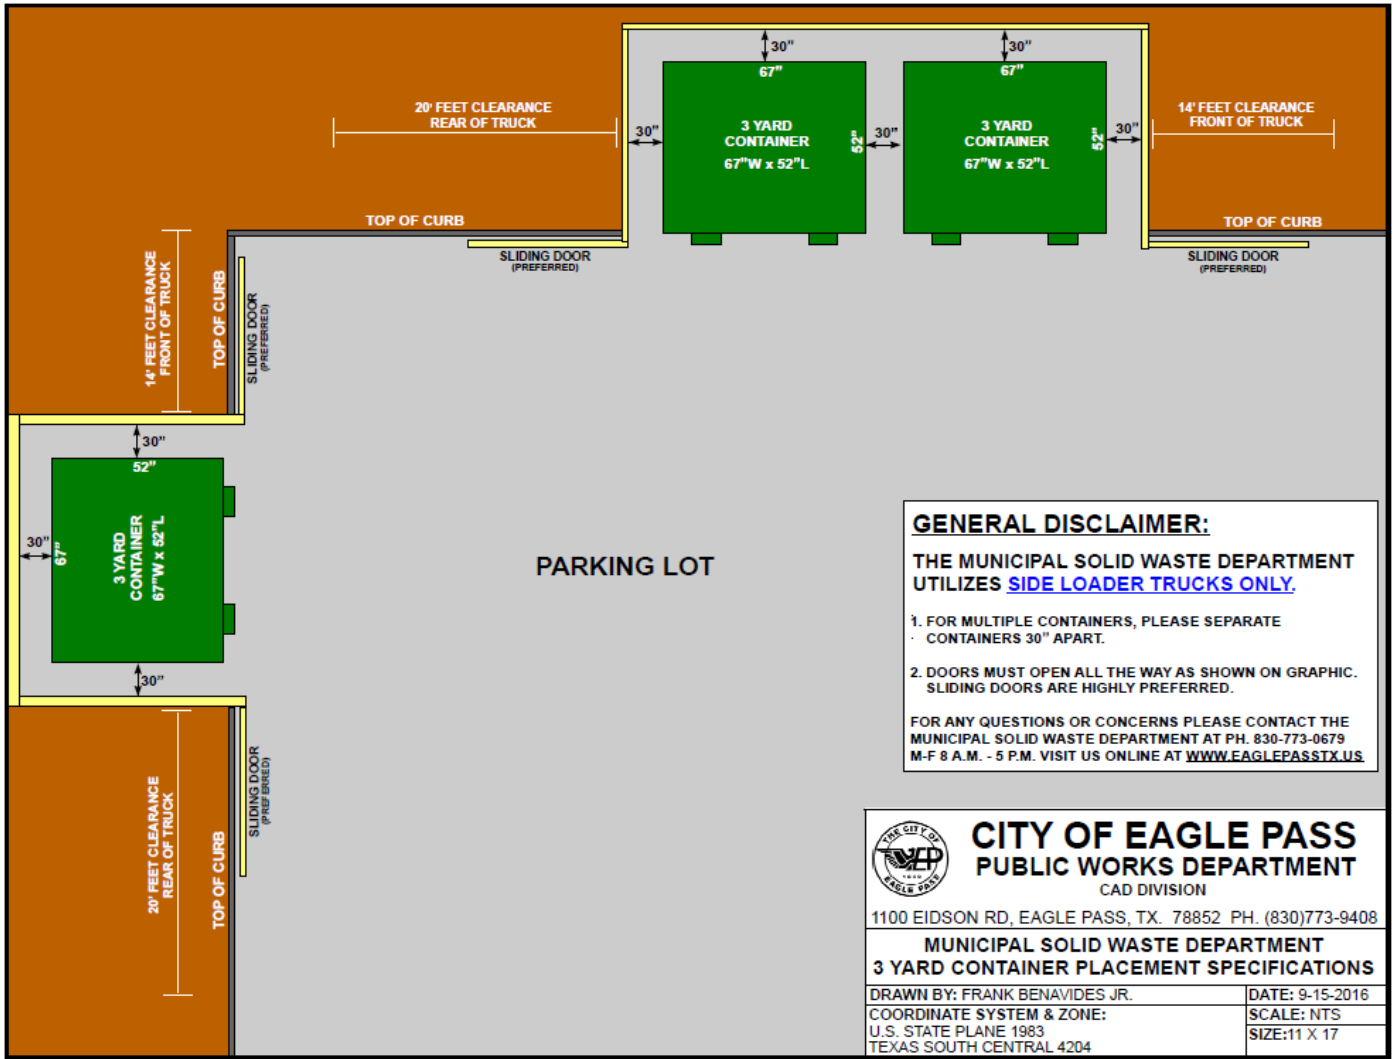 30"
30"
67"
67"
20' FEET CLEARANCE
REAR OF TRUCK
14' FEET CLEARANCE
FRONT OF TRUCK
30"
3 YARD
CONTAINER
67"W x 52"L
52"
30"
3 YARD
CONTAINER
67"W x 52"L
52"
30"
TOP OF CURB
TOP OF CURB
SLIDING DOOR
(PREFERRED)
SLIDING DOOR
(PREFERRED)
14' FEET CLEARANCE
FRONT OF TRUCK
TOP OF CURB
SLIDING DOOR
(PREFERRED)
30"
52"
30"
67"
3 YARD
CONTAINER
67"W x 52"L
30"
PARKING LOT
20' FEET CLEARANCE
REAR OF TRUCK
TOP OF CURB
SLIDING DOOR
(PREFERRED)
GENERAL DISCLAIMER:
THE MUNICIPAL SOLID WASTE DEPARTMENT
UTILIZES SIDE LOADER TRUCKS ONLY.
1. FOR MULTIPLE CONTAINERS, PLEASE SEPARATE
CONTAINERS 30" APART.
2. DOORS MUST OPEN ALL THE WAY AS SHOWN ON GRAPHIC.
SLIDING DOORS ARE HIGHLY PREFERRED.
FOR ANY QUESTIONS OR CONCERNS PLEASE CONTACT THE
MUNICIPAL SOLID WASTE DEPARTMENT AT PH. 830-773-0679
M-F 8 A.M. - 5 P.M. VISIT US ONLINE AT WWW.EAGLEPASSTX.US
THE CITY OF
EP
EAGLE PASS
CITY OF EAGLE PASS
PUBLIC WORKS DEPARTMENT
CAD DIVISION
1100 EIDSON RD, EAGLE PASS, TX. 78852 PH. (830)773-9408
MUNICIPAL SOLID WASTE DEPARTMENT
3 YARD CONTAINER PLACEMENT SPECIFICATIONS
DRAWN BY: FRANK BENAVIDES JR.
DATE: 9-15-2016
COORDINATE SYSTEM & ZONE:
U.S. STATE PLANE 1983
TEXAS SOUTH CENTRAL 4204
SCALE: NTS
SIZE:11 X 17